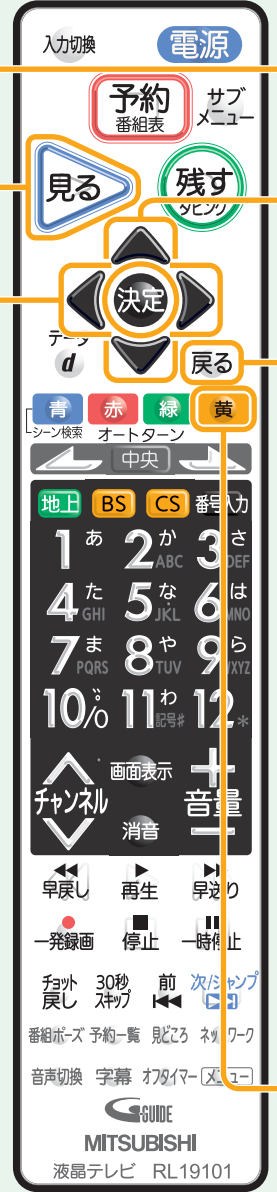 入力切換 電源
予約
番組表
サブ
メニュー
見る
残す
ダビング
決定
データ
d
戻る
青 赤 緑 黄
シーン検索 オートターン
中央
地上 BS CS 番号入力
1 あ 2 か ABC 3 さ DEF
4 た GHI 5 な JKL 6 は MNO
7 ま PQRS 8 や TUV 9 ら WXYZ
10/0 11 わ 記号# 12 *
画面表示
チャンネル 音量
消音
早戻し 再生 早送り
一発録画 停止 一時停止
チョット戻し 30秒スキップ 前 次/ジャンプ
番組ポーズ 予約一覧 見どころ ネットワーク
音声切換 字幕 オフタイマー メニュー
G-GUIDE
MITSUBISHI
液晶テレビ RL19101